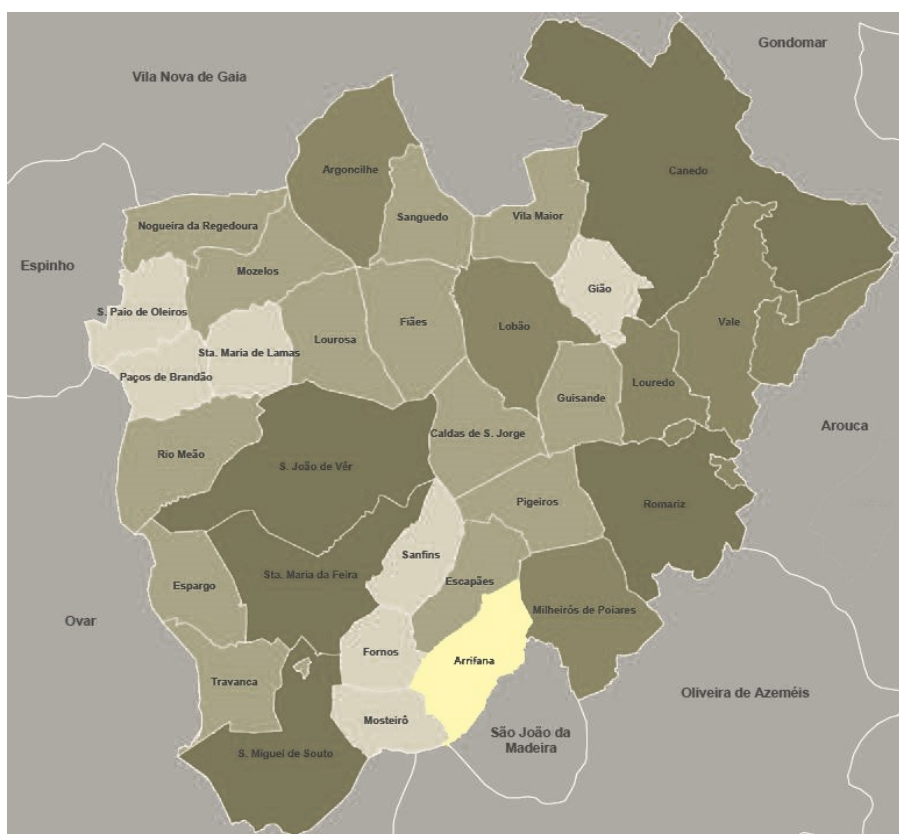 Gondomar
Vila Nova de Gaia
Argoncilhe
Canedo
Sanguedo
Vila Maior
Nogueira da Regedoura
Espinho
Mozelos
Gião
S. Paio de Oleiros
Fiães
Lobão
Vale
Lourosa
Sta. Maria de Lamas
Paços de Brandão
Louredo
Guisande
Arouca
Caldas de S. Jorge
Rio Meão
S. João de Vêr
Pigeiros
Romariz
Sanfins
Sta. Maria da Feira
Escapães
Espargo
Milheirós de Poiares
Ovar
Fornos
Arrifana
Travanca
Oliveira de Azeméis
Mosteirô
São João da
Madeira
S. Miguel de Souto